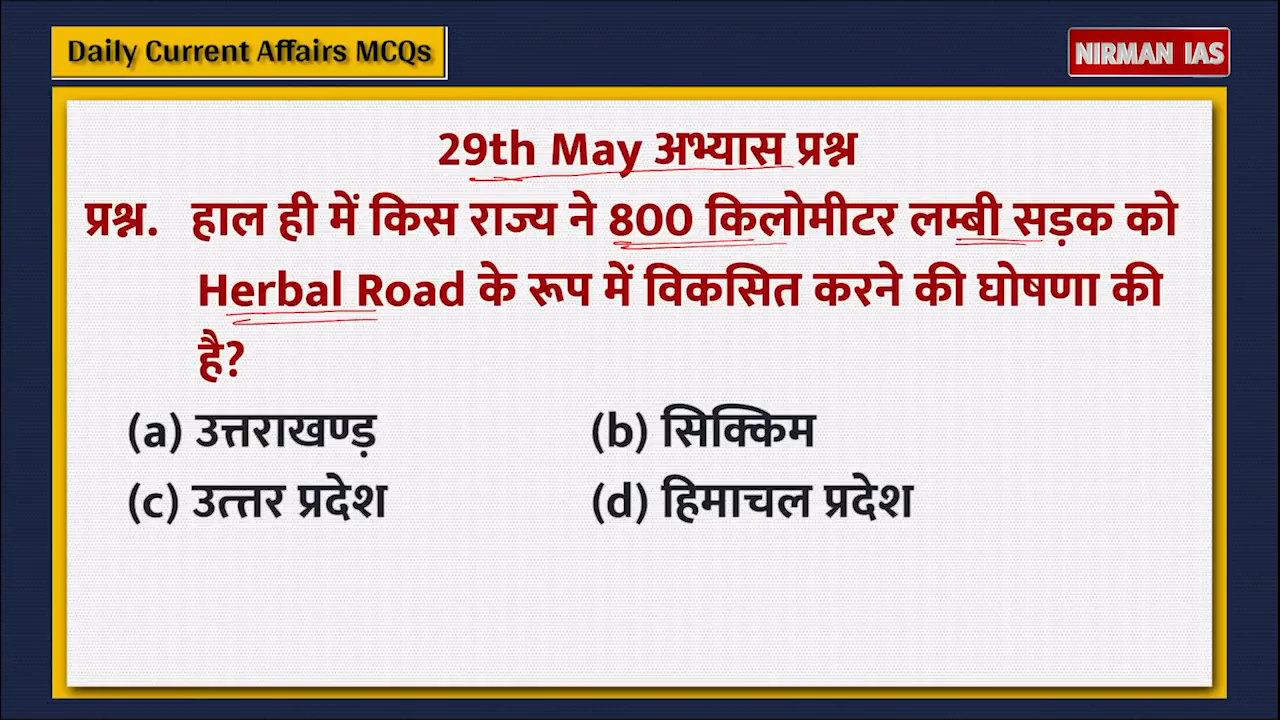 Daily Current Affairs MCQs
NIRMAN IAS
29th May अभ्यास प्रश्न
प्रश्न. हाल ही में किस राज्य ने 800 किलोमीटर लम्बी सड़क को
Herbal Road के रूप में विकसित करने की घोषणा की
है?
(a) उत्तराखण्ड़ (b) सिक्किम
(c) उत्तर प्रदेश (d) हिमाचल प्रदेश